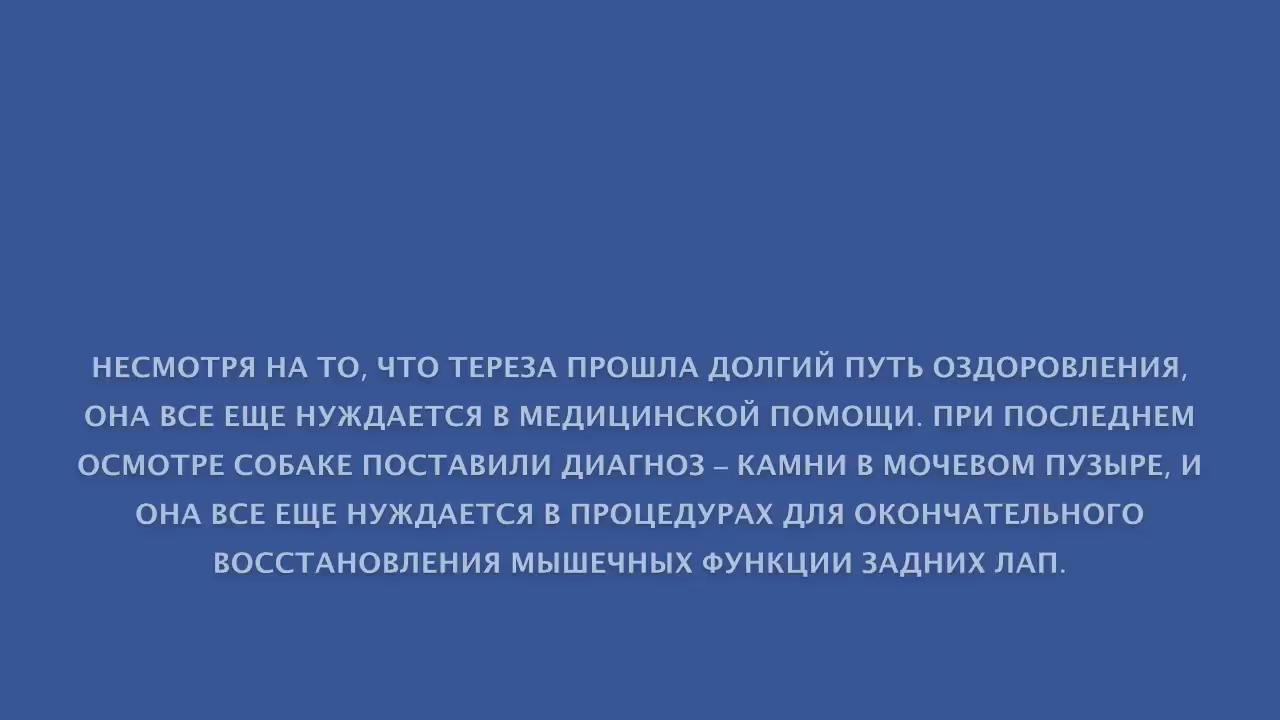 НЕСМОТРЯ НА ТО, ЧТО ТЕРЕЗА ПРОШЛА ДОЛГИЙ ПУТЬ ОЗДОРОВЛЕНИЯ,
ОНА ВСЕ ЕЩЕ НУЖДАЕТСЯ В МЕДИЦИНСКОЙ ПОМОЩИ. ПРИ ПОСЛЕДНЕМ
ОСМОТРЕ СОБАКЕ ПОСТАВИЛИ ДИАГНОЗ – КАМНИ В МОЧЕВОМ ПУЗЫРЕ, И
ОНА ВСЕ ЕЩЕ НУЖДАЕТСЯ В ПРОЦЕДУРАХ ДЛЯ ОКОНЧАТЕЛЬНОГО
ВОССТАНОВЛЕНИЯ МЫШЕЧНЫХ ФУНКЦИИ ЗАДНИХ ЛАП.